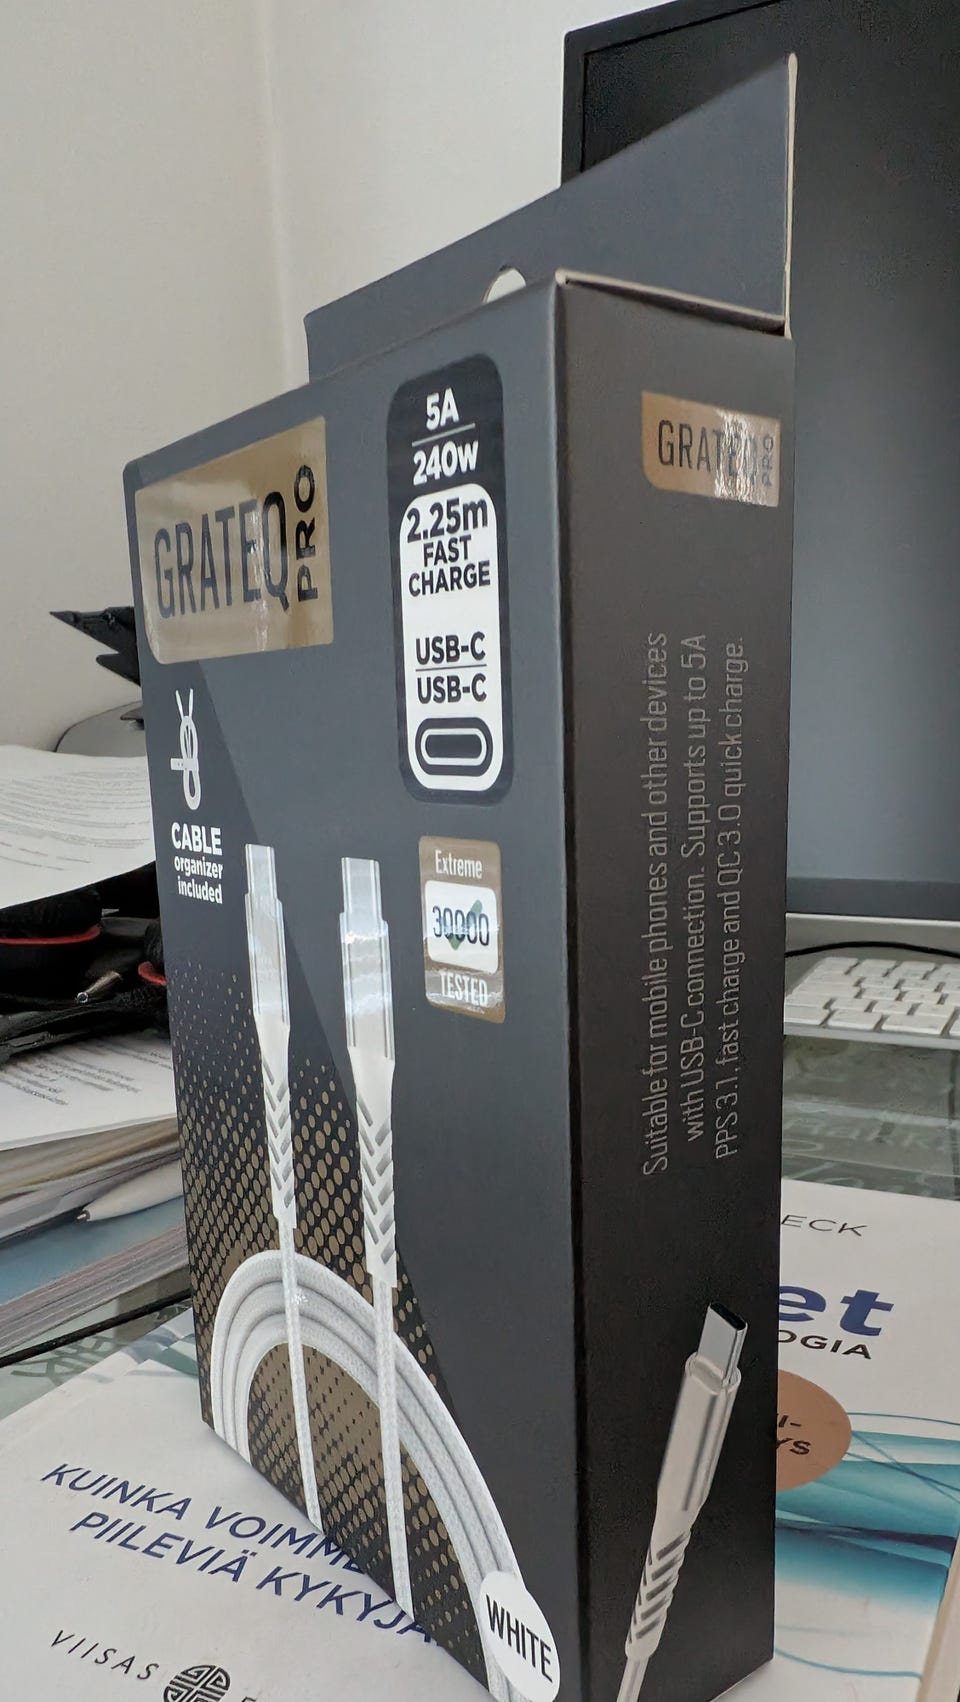 GRATEQ PRO
5A
240w
2.25m
FAST
CHARGE
USB-C
USB-C
CABLE
organizer
included
Extreme
30000
TESTED
WHITE
GRATEQ PRO
Suitable for mobile phones and other devices
with USB-C connection. Supports up to 5A
PPS 3.1, fast charge and QC 3.0 quick charge.
ECK
et
OGIA
I-
YS
KUINKA VOIMME
PIILEVIÄ KYKYJÄ
VIISAS